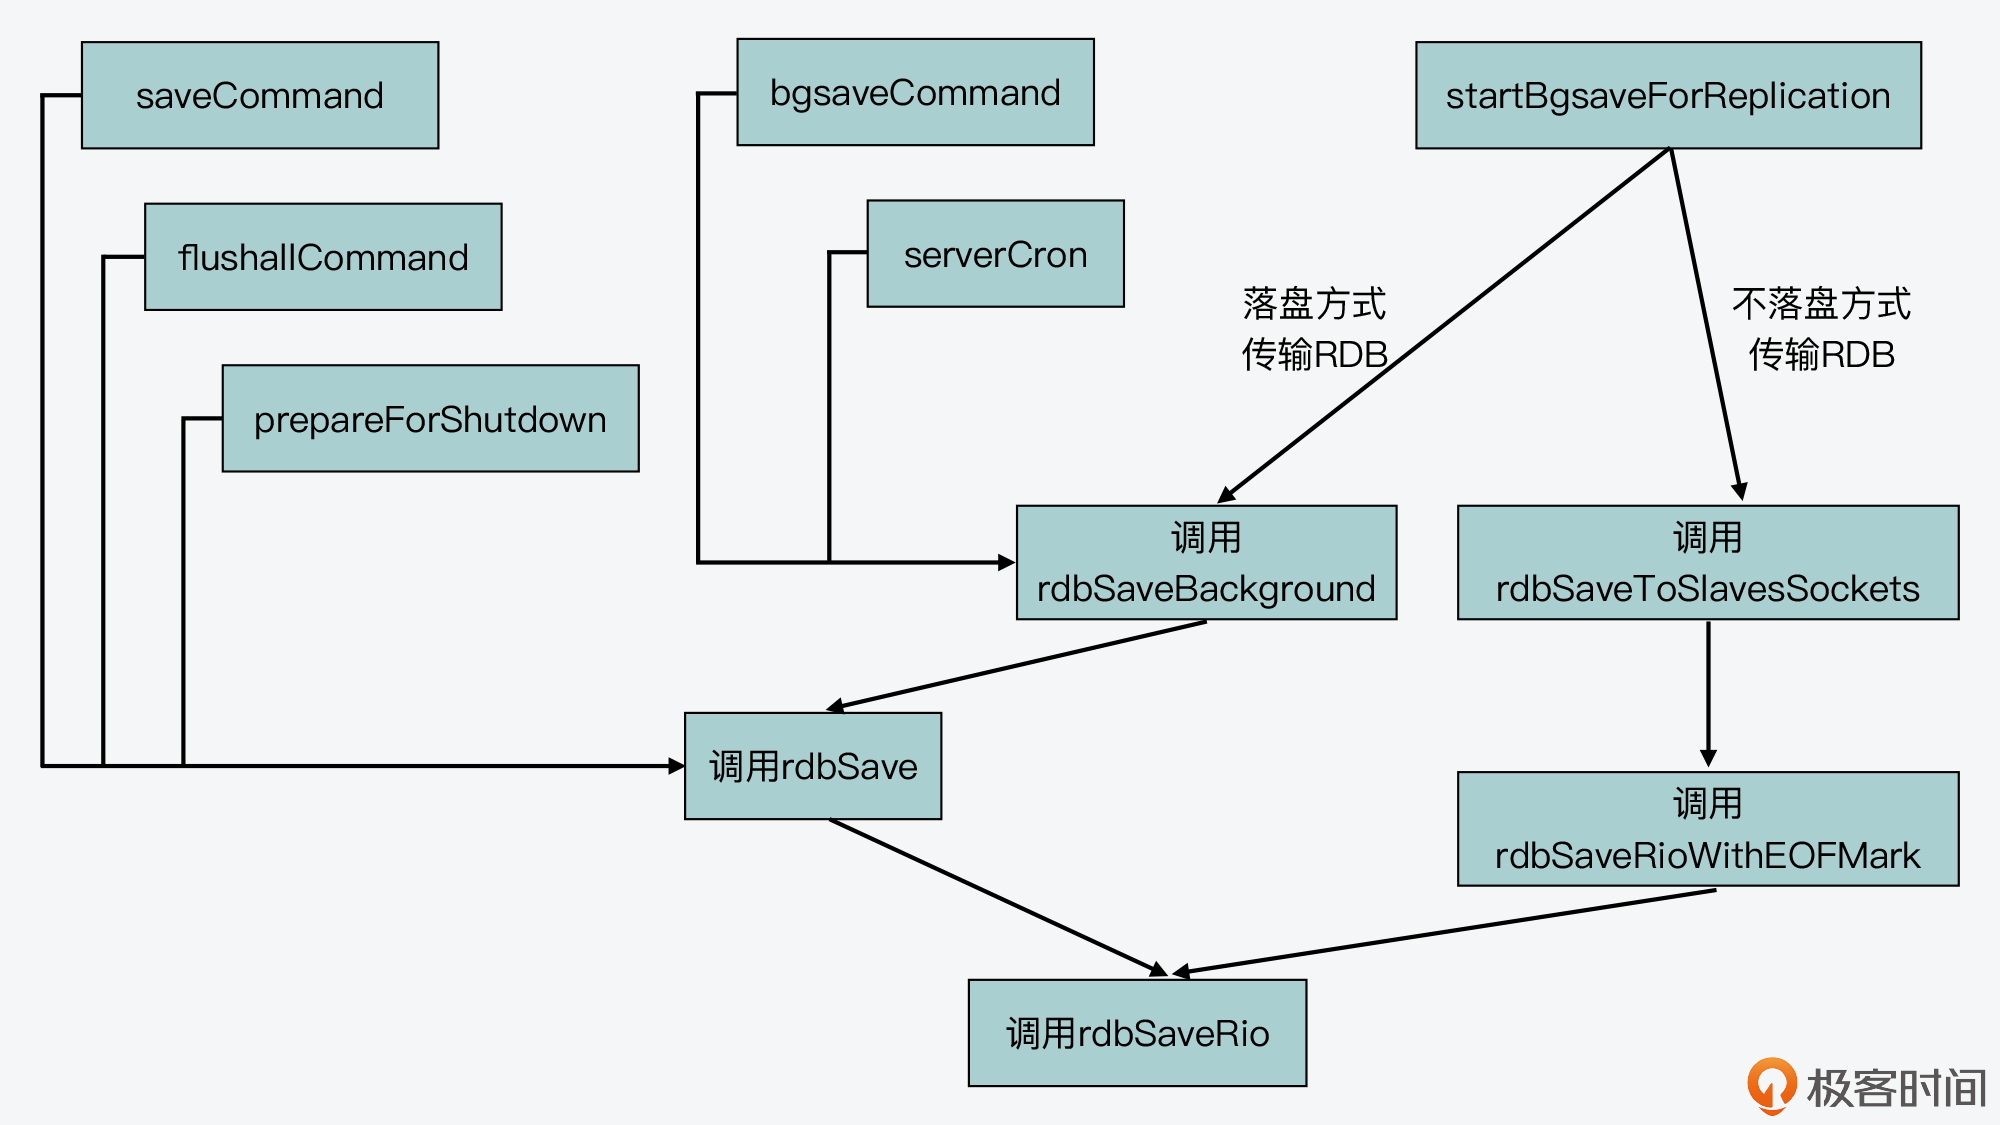 saveCommand
bgsaveCommand
startBgsaveForReplication
flushallCommand
serverCron
落盘方式
传输RDB
不落盘方式
传输RDB
prepareForShutdown
调用
rdbSaveBackground
调用
rdbSaveToSlavesSockets
调用rdbSave
调用
rdbSaveRioWithEOFMark
调用rdbSaveRio
极客时间